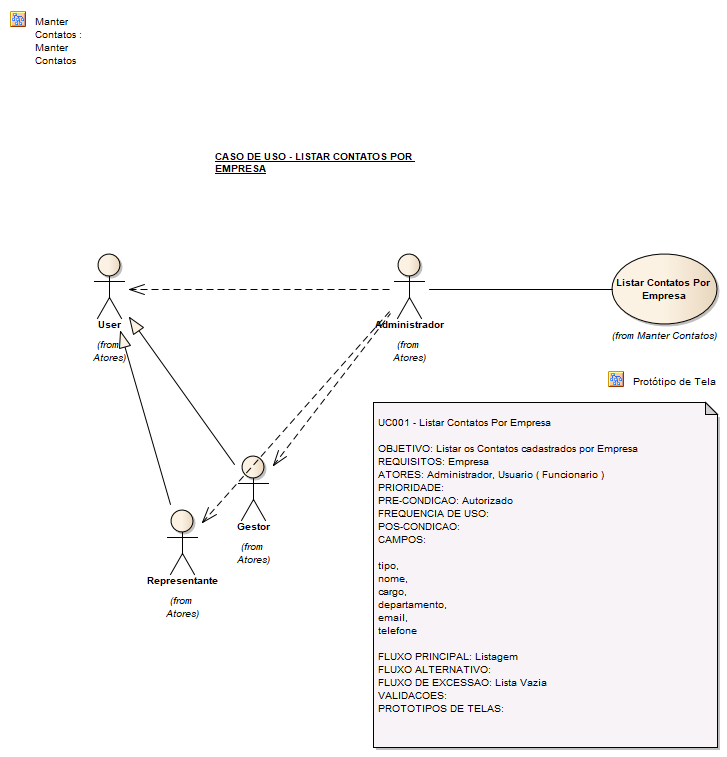 Manter
Contatos :
Manter
Contatos
CASO DE USO - LISTAR CONTATOS POR
EMPRESA
User
(from
Atores)
Administrador
(from
Atores)
Listar Contatos Por
Empresa
(from Manter Contatos)
Protótipo de Tela
Gestor
(from
Atores)
Representante
(from
Atores)
UC001 - Listar Contatos Por Empresa
OBJETIVO: Listar os Contatos cadastrados por Empresa
REQUISITOS: Empresa
ATORES: Administrador, Usuario ( Funcionario )
PRIORIDADE:
PRE-CONDICAO: Autorizado
FREQUENCIA DE USO:
POS-CONDICAO:
CAMPOS:
tipo,
nome,
cargo,
departamento,
email,
telefone
FLUXO PRINCIPAL: Listagem
FLUXO ALTERNATIVO:
FLUXO DE EXCESSAO: Lista Vazia
VALIDACOES:
PROTOTIPOS DE TELAS: